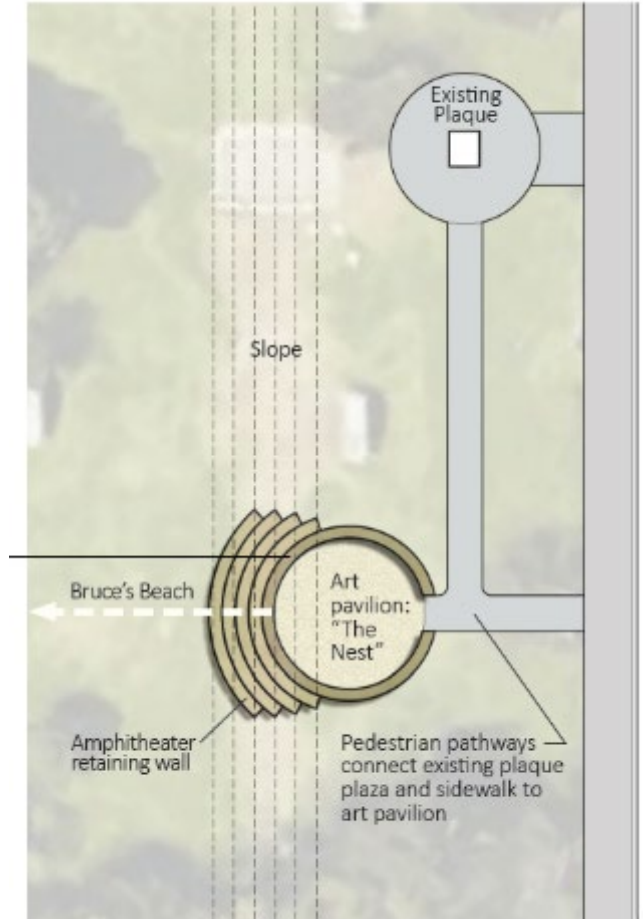 Existing
Plaque
Slope
Bruce's Beach
Art
pavilion:
"The
Nest"
Amphitheater
retaining wall
Pedestrian pathways
connect existing plaque
plaza and sidewalk to
art pavilion